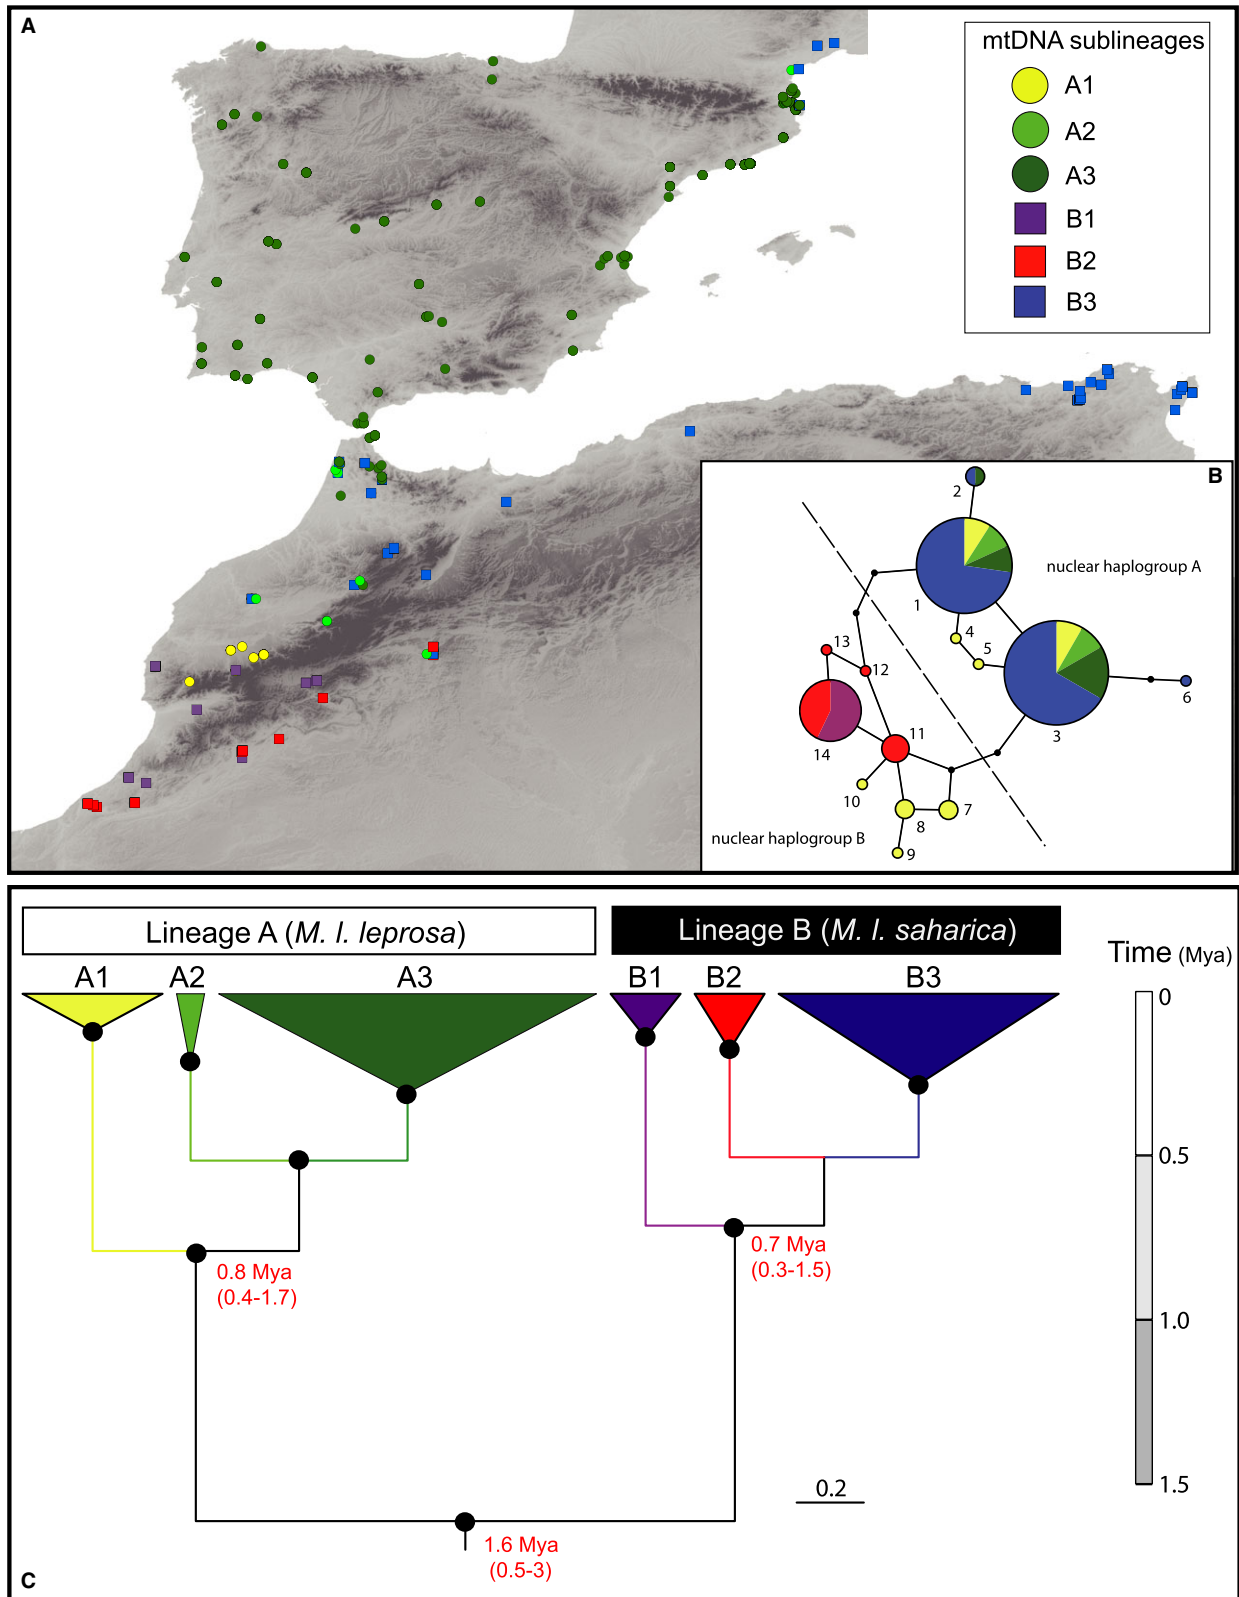 A
mtDNA sublineages
A1
A2
A3
B1
B2
B3
B
2
nuclear haplogroup A
1
4
5
13
12
6
3
11
14
10
7
8
nuclear haplogroup B
9
Lineage A (M. l. leprosa)
Lineage B (M. l. saharica)
Time (Mya)
A1
A2
A3
B1
B2
B3
0
0.5
0.7 Mya
(0.3-1.5)
0.8 Mya
(0.4-1.7)
1.0
0.2
1.5
1.6 Mya
(0.5-3)
C